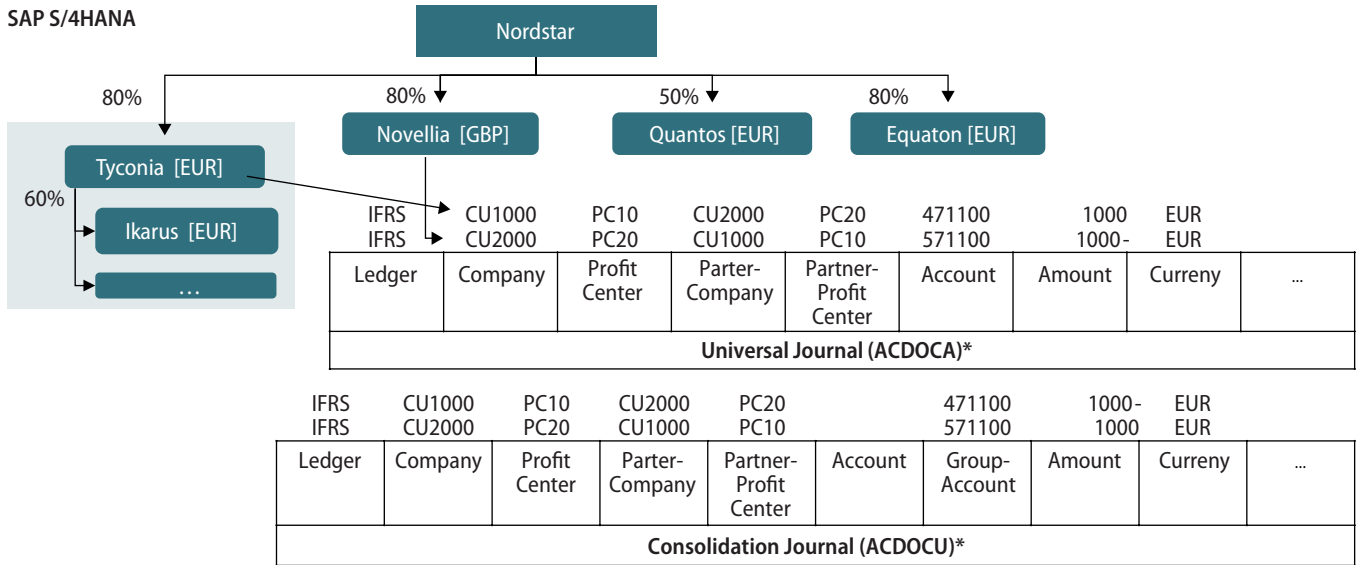 SAP S/4HANA
Nordstar
80%
80%
50%
80%
Novellia [GBP]
Quantos [EUR]
Equaton [EUR]
Tyconia [EUR]
60%
Ikarus [EUR]
...
IFRS CU1000 PC10 CU2000 PC20 471100 1000 EUR
IFRS CU2000 PC20 CU1000 PC10 571100 1000- EUR
Ledger
Company
Profit
Center
Parter-
Company
Partner-
Profit
Center
Account
Amount
Curreny
...
Universal Journal (ACDOCA)*
IFRS CU1000 PC10 CU2000 PC20 471100 1000- EUR
IFRS CU2000 PC20 CU1000 PC10 571100 1000 EUR
Ledger
Company
Profit
Center
Parter-
Company
Partner-
Profit
Center
Account
Group-
Account
Amount
Curreny
...
Consolidation Journal (ACDOCU)*